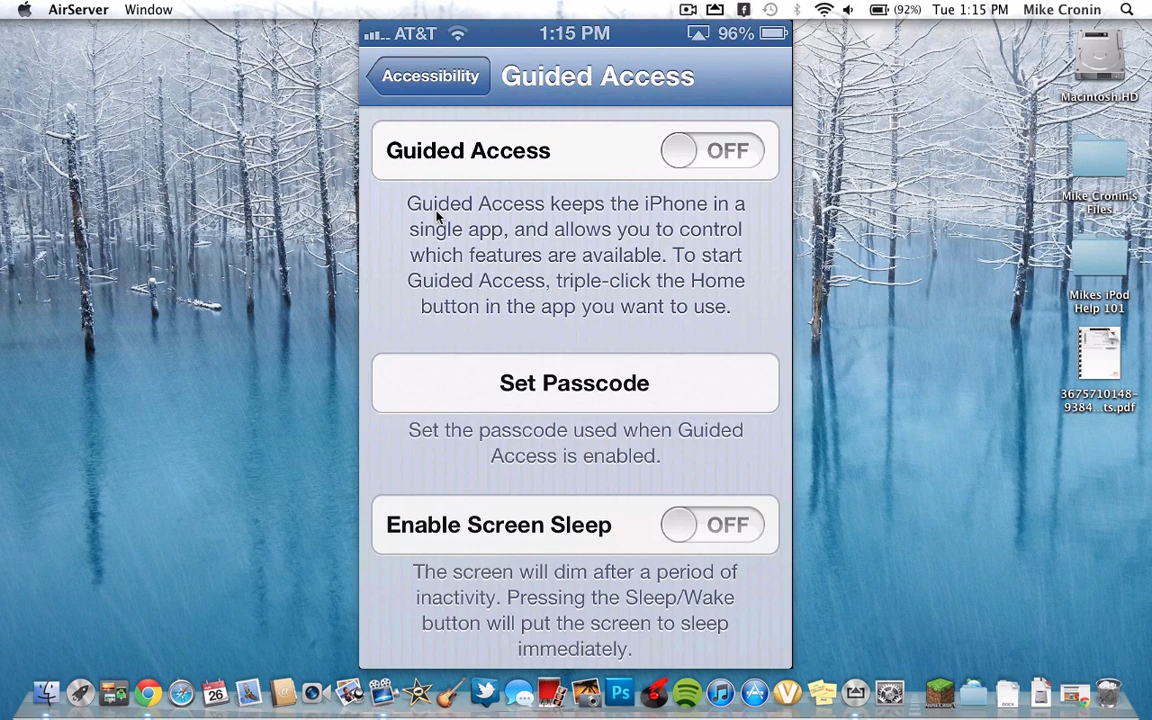 AirServer Window
(92%) Tue 1:15 PM Mike Cronin
AT&T 1:15 PM 96%
Accessibility Guided Access
Guided Access OFF
Guided Access keeps the iPhone in a
single app, and allows you to control
which features are available. To start
Guided Access, triple-click the Home
button in the app you want to use.
Set Passcode
Set the passcode used when Guided
Access is enabled.
Enable Screen Sleep OFF
The screen will dim after a period of
inactivity. Pressing the Sleep/Wake
button will put the screen to sleep
immediately.
Macintosh HD
Mike Cronin's
Files
Mikes iPod
Help 101
3675710148-
9384...ts.pdf
26
Ps